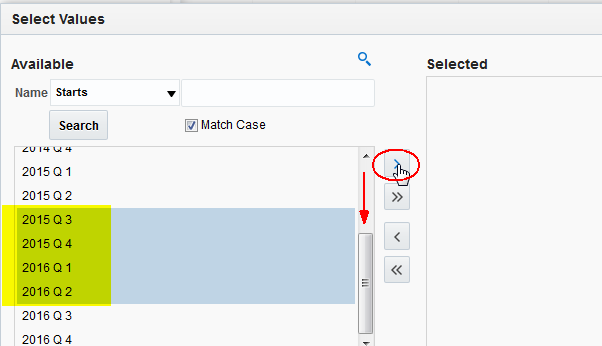 Select Values
Available
Selected
Name Starts
Search Match Case
2014 Q 4
2015 Q 1
2015 Q 2
2015 Q 3
2015 Q 4
2016 Q 1
2016 Q 2
2016 Q 3
2016 Q 4